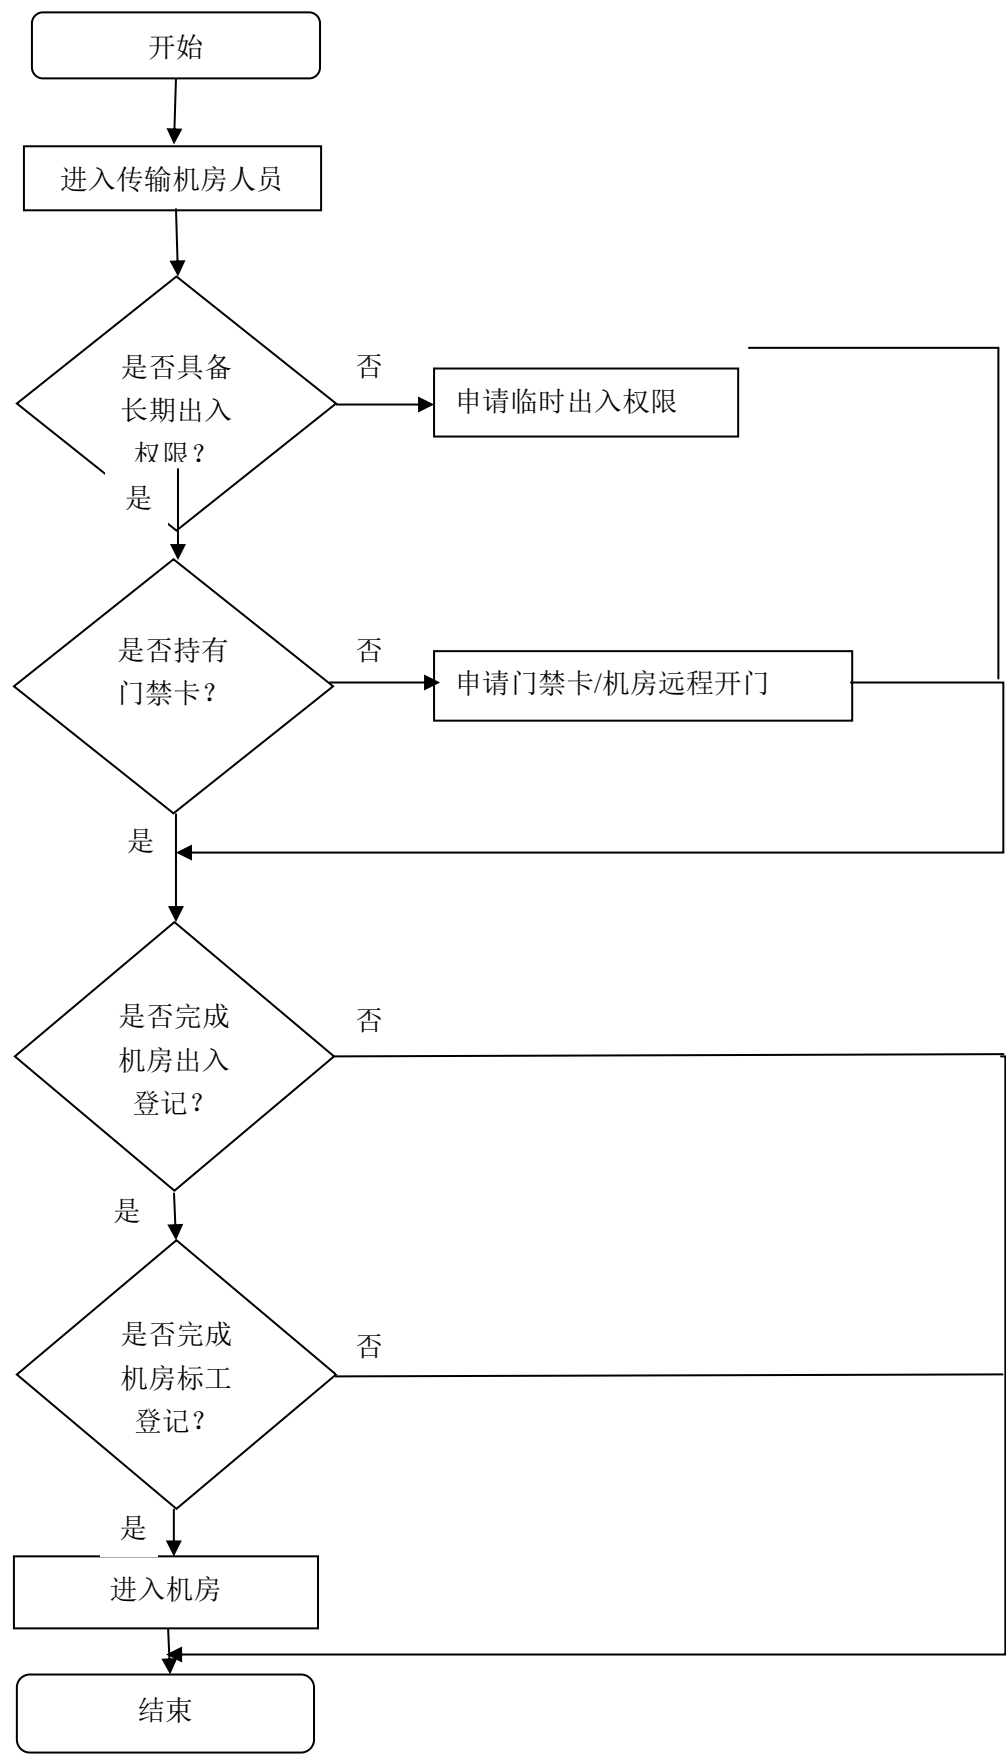 开始
进入传输机房人员
是否具备
长期出入
权限？
否
申请临时出入权限
是
是否持有
门禁卡？
否
申请门禁卡/机房远程开门
是
是否完成
机房出入
登记？
否
是
是否完成
机房标工
登记？
否
是
进入机房
结束